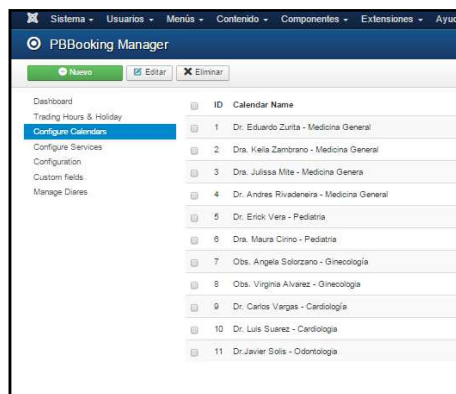 Sistema Usuarios Menús Contenido Componentes Extensiones Ayuc
PBBooking Manager
Nuevo Editar Eliminar
Dashboard
Trading Hours & Holiday
Configure Calendars
Configure Services
Configuration
Custom fields
Manage Diares
ID Calendar Name
1 Dr. Eduardo Zurita - Medicina General
2 Dra. Keila Zambrano - Medicina General
3 Dra. Julissa Mite - Medicina Genera
4 Dr. Andres Rivadeneira - Medicina General
5 Dr. Erick Vera - Pediatria
6 Dra. Maura Cirino - Pediatria
7 Obs. Angela Solorzano - Ginecología
8 Obs. Virginia Alvarez - Ginecologia
9 Dr. Carlos Vargas - Cardiología
10 Dr. Luis Suarez - Cardiologia
11 Dr.Javier Solis - Odontologia